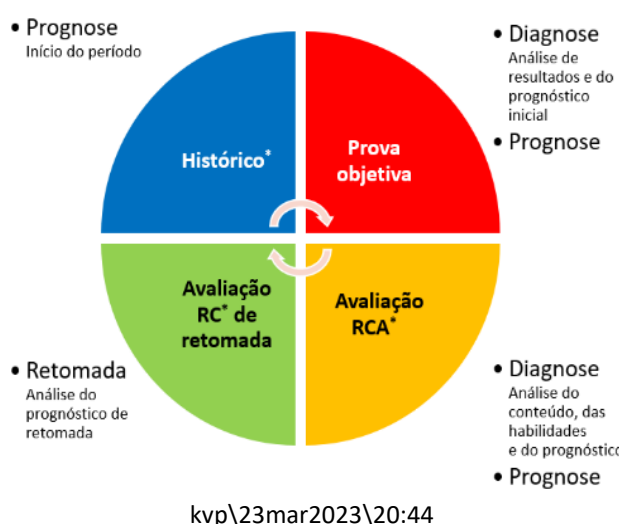 • Prognose
Início do período
• Diagnose
Análise de
resultados e do
prognóstico
inicial
• Prognose
Histórico*
Prova
objetiva
Avaliação
RC* de
retomada
Avaliação
RCA*
• Retomada
Análise do
prognóstico de
retomada
• Diagnose
Análise do
conteúdo, das
habilidades
e do prognóstico
• Prognose
kvp\23mar2023\20:44